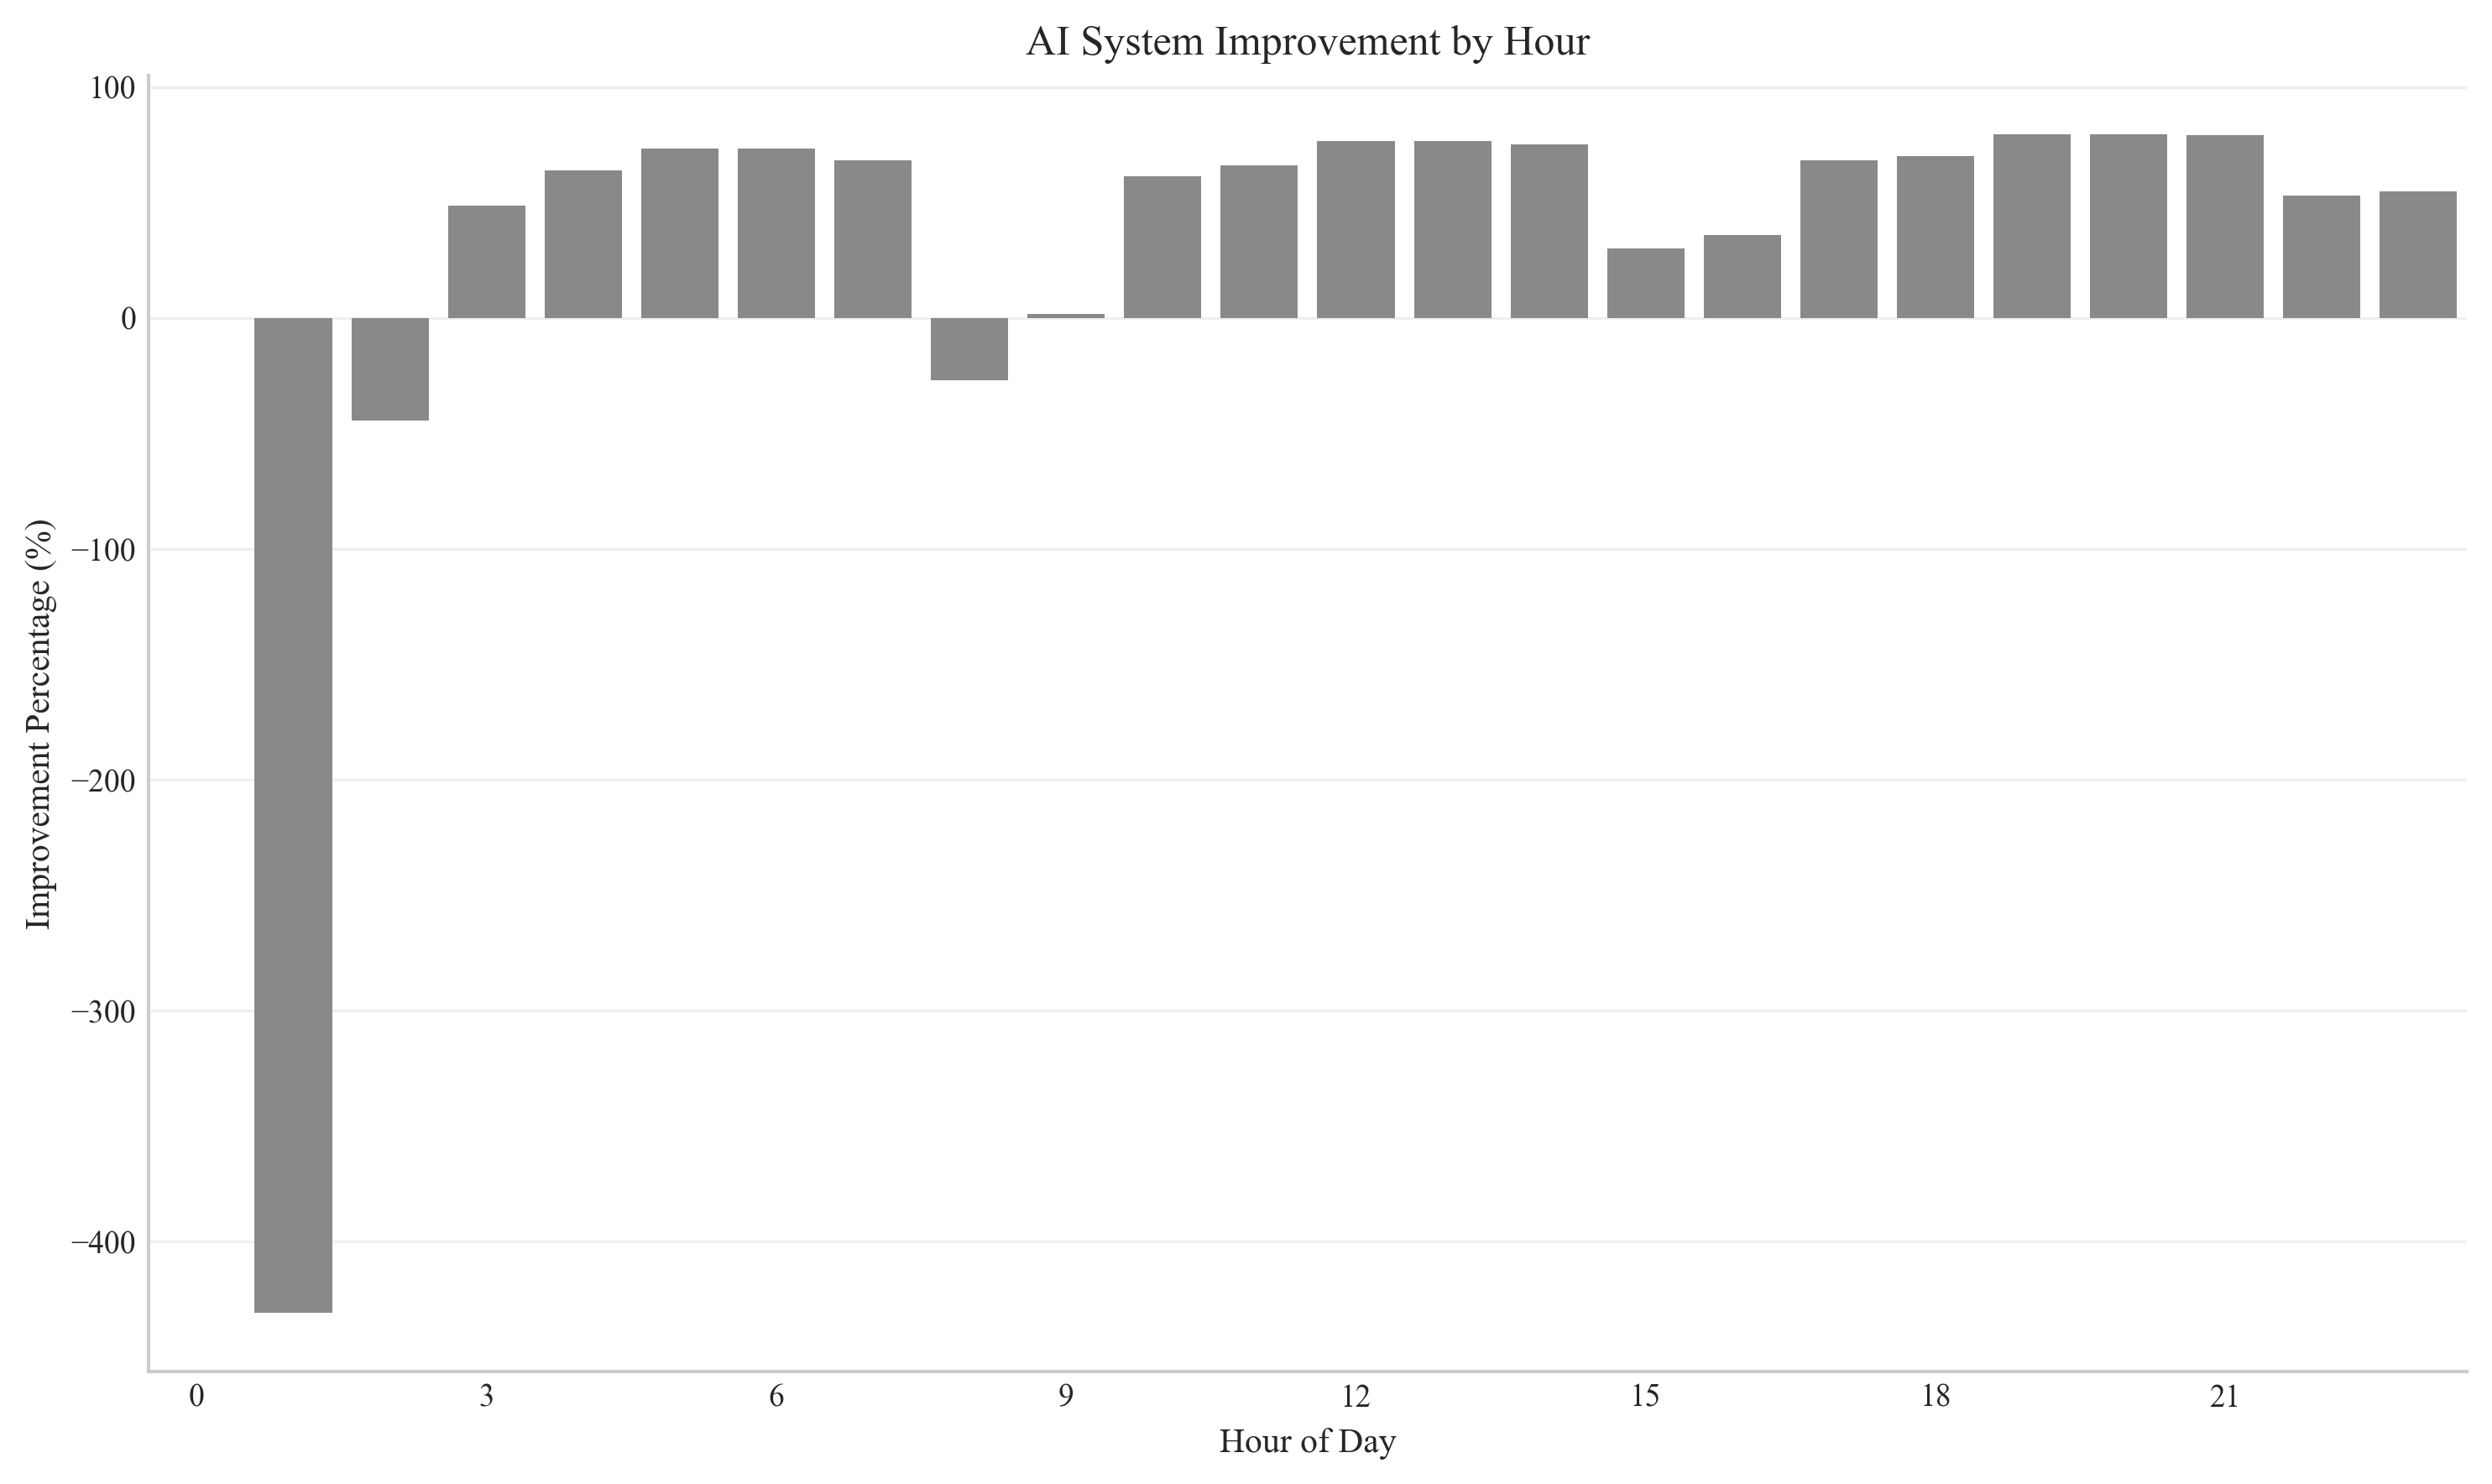 AI System Improvement by Hour
100
0
−100
−200
−300
−400
Improvement Percentage (%)
0 3 6 9 12 15 18 21
Hour of Day